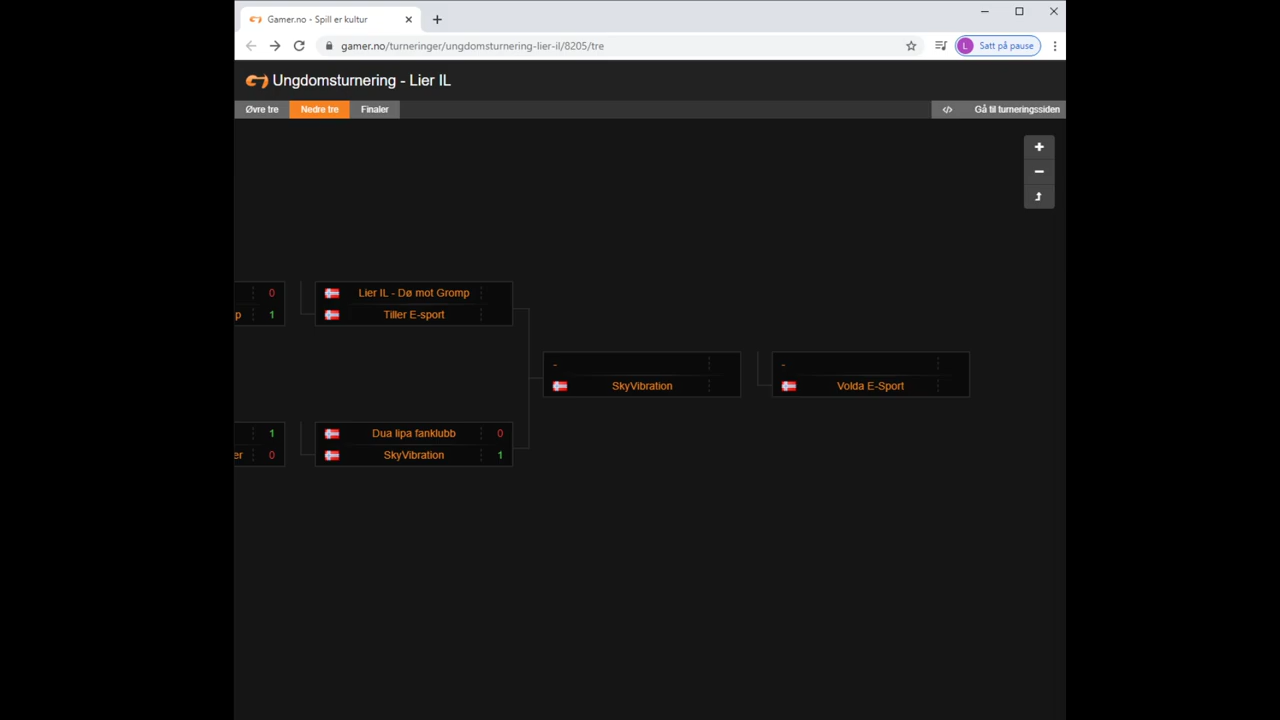 Gamer.no - Spill er kultur
gamer.no/turneringer/ungdomsturnering-lier-il/8205/tre
L Satt på pause
Ungdomsturnering - Lier IL
Øvre tre Nedre tre Finaler </> Gå til turneringssiden
0 Lier IL - Dø mot Gromp
p 1 Tiller E-sport
- -
SkyVibration Volda E-Sport
1 Dua lipa fanklubb 0
er 0 SkyVibration 1